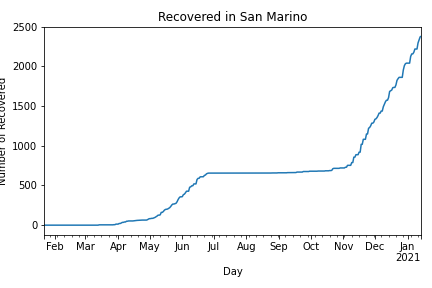 Recovered in San Marino
Number of Recovered
2500
2000
1500
1000
500
0
Feb Mar Apr May Jun Jul Aug Sep Oct Nov Dec Jan
2021
Day